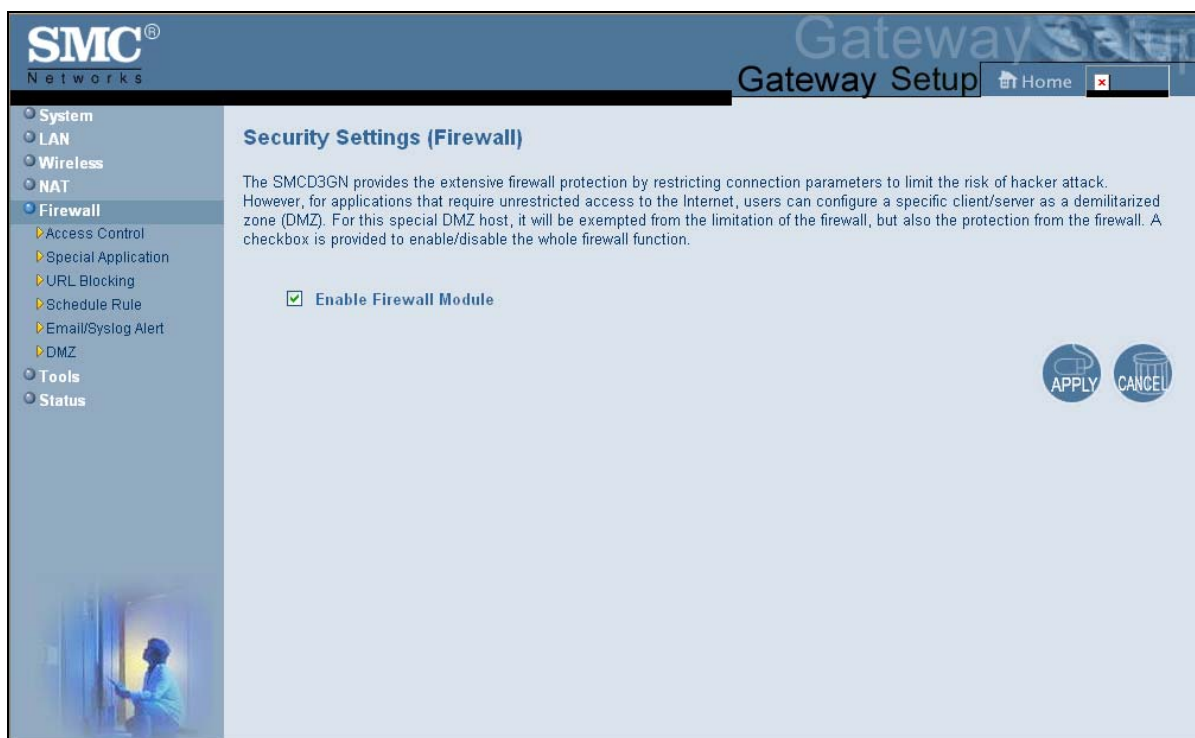 SMC®
Networks
Gateway Setup
Gateway Setup
Home
System
LAN
Wireless
NAT
Firewall
Access Control
Special Application
URL Blocking
Schedule Rule
Email/Syslog Alert
DMZ
Tools
Status
Security Settings (Firewall)
The SMCD3GN provides the extensive firewall protection by restricting connection parameters to limit the risk of hacker attack.
However, for applications that require unrestricted access to the Internet, users can configure a specific client/server as a demilitarized
zone (DMZ). For this special DMZ host, it will be exempted from the limitation of the firewall, but also the protection from the firewall. A
checkbox is provided to enable/disable the whole firewall function.
Enable Firewall Module
APPLY
CANCEL